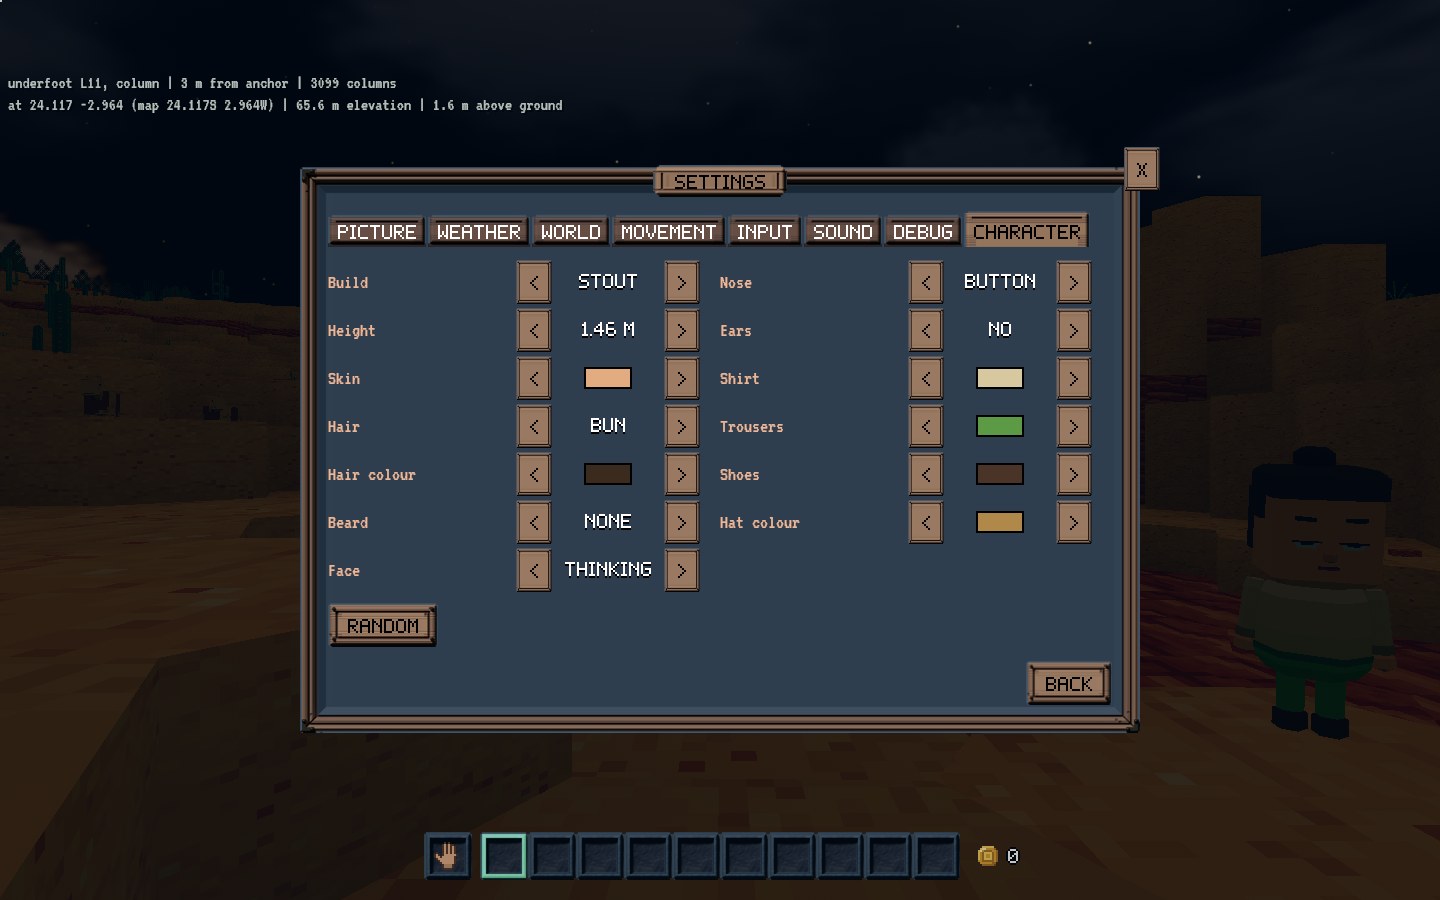 underfoot L11, column | 3 m from anchor | 3099 columns
at 24.117 -2.964 (map 24.117S 2.964W) | 65.6 m elevation | 1.6 m above ground
SETTINGS
X
PICTURE WEATHER WORLD MOVEMENT INPUT SOUND DEBUG CHARACTER
Build < STOUT > Nose < BUTTON >
Height < 1.46 M > Ears < NO >
Skin < > Shirt < >
Hair < BUN > Trousers < >
Hair colour < > Shoes < >
Beard < NONE > Hat colour < >
Face < THINKING >
RANDOM
BACK
0